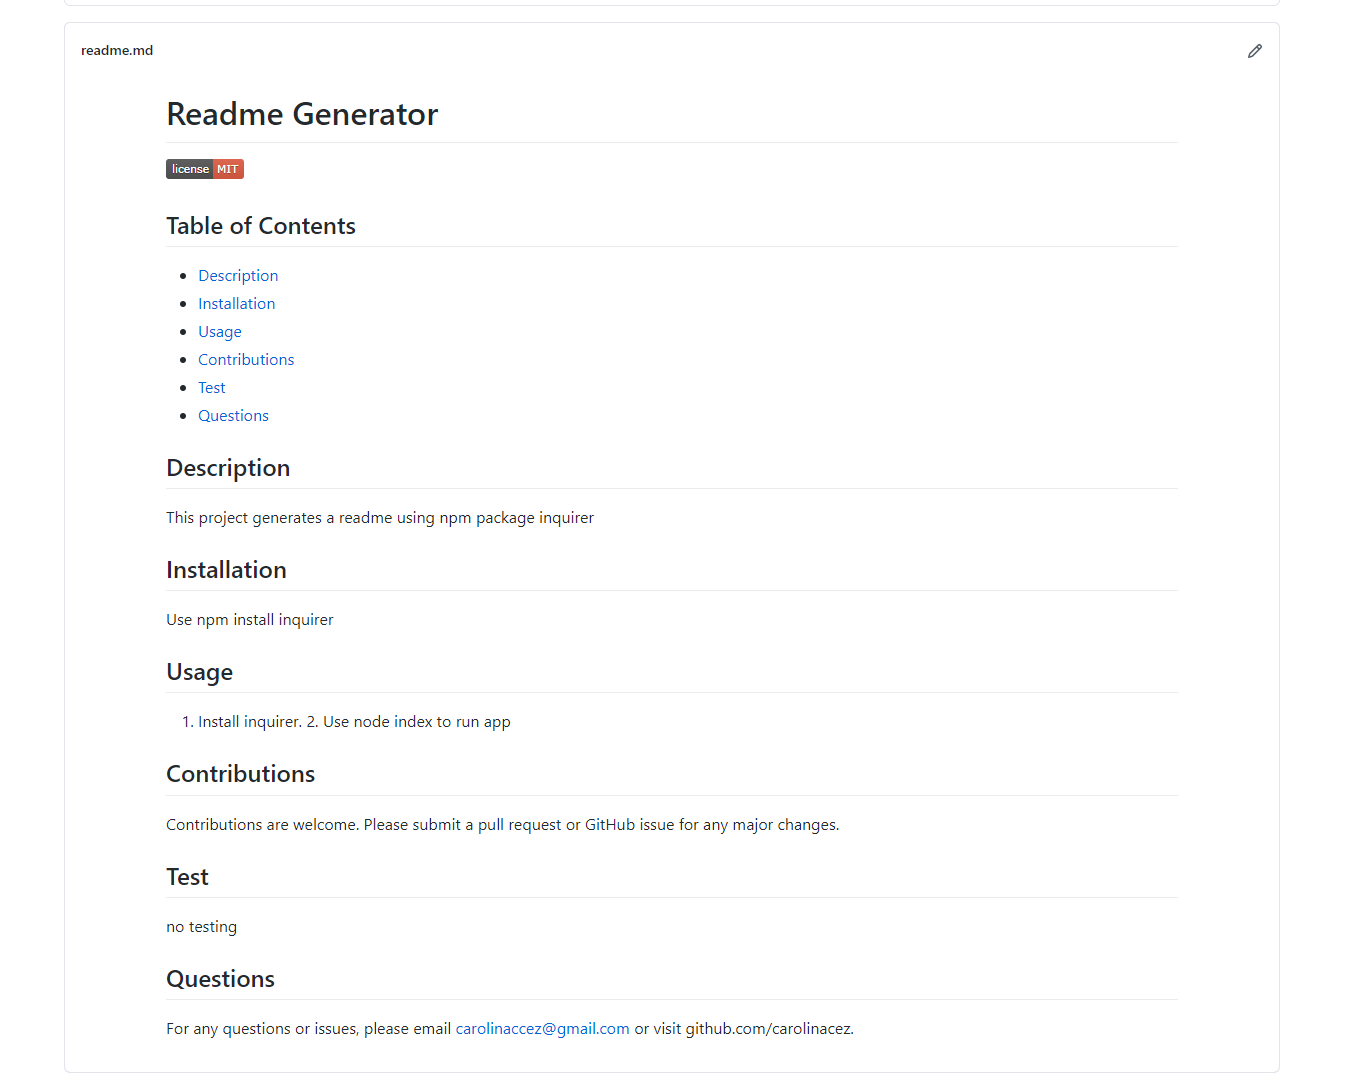 readme.md
Readme Generator
license MIT
Table of Contents
Description
Installation
Usage
Contributions
Test
Questions
Description
This project generates a readme using npm package inquirer
Installation
Use npm install inquirer
Usage
1. Install inquirer. 2. Use node index to run app
Contributions
Contributions are welcome. Please submit a pull request or GitHub issue for any major changes.
Test
no testing
Questions
For any questions or issues, please email carolinaccez@gmail.com or visit github.com/carolinacez.